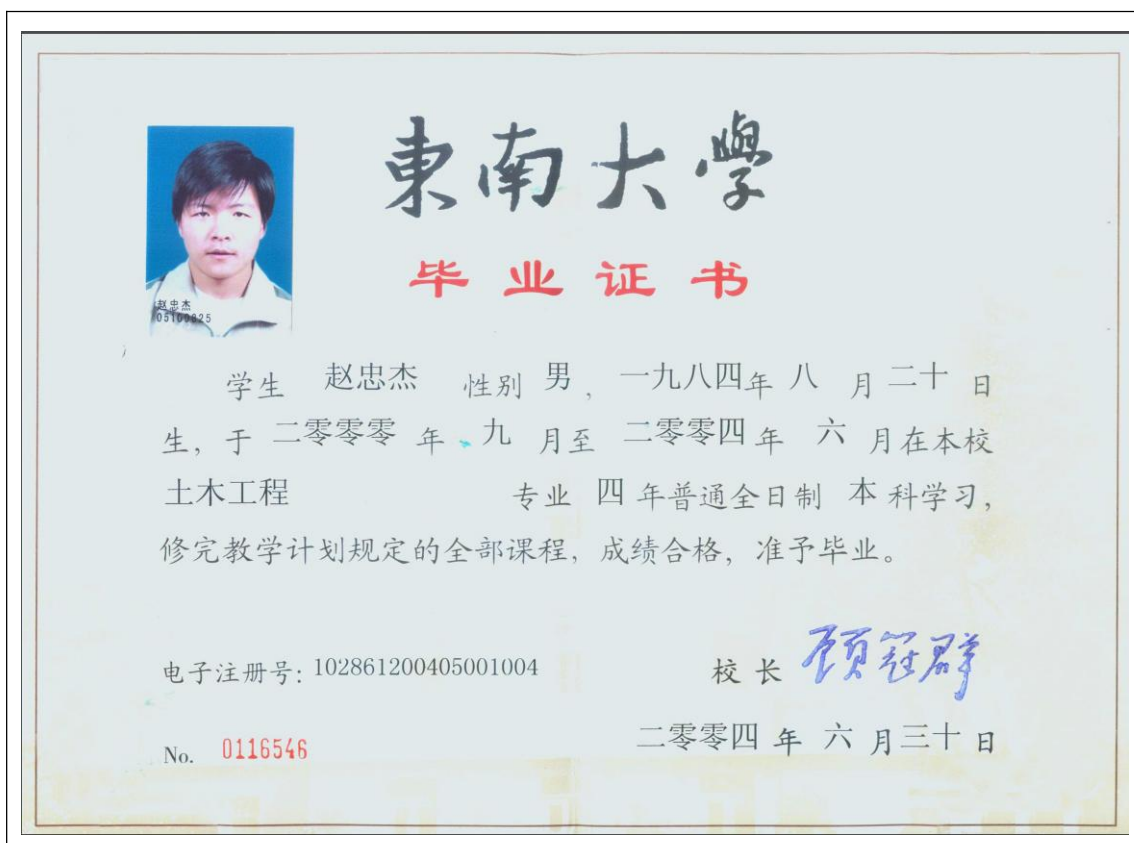 東南大學
毕业证书
赵忠杰
05100825
学生 赵忠杰 性别 男，一九八四年 八 月 二十 日
生，于 二零零零 年、九 月至 二零零四 年 六 月在本校
土木工程 专业 四 年普通全日制 本 科学习，
修完教学计划规定的全部课程，成绩合格，准予毕业。
电子注册号: 102861200405001004
校 长 顾冠群
No. 0116546
二零零四 年 六 月三十 日